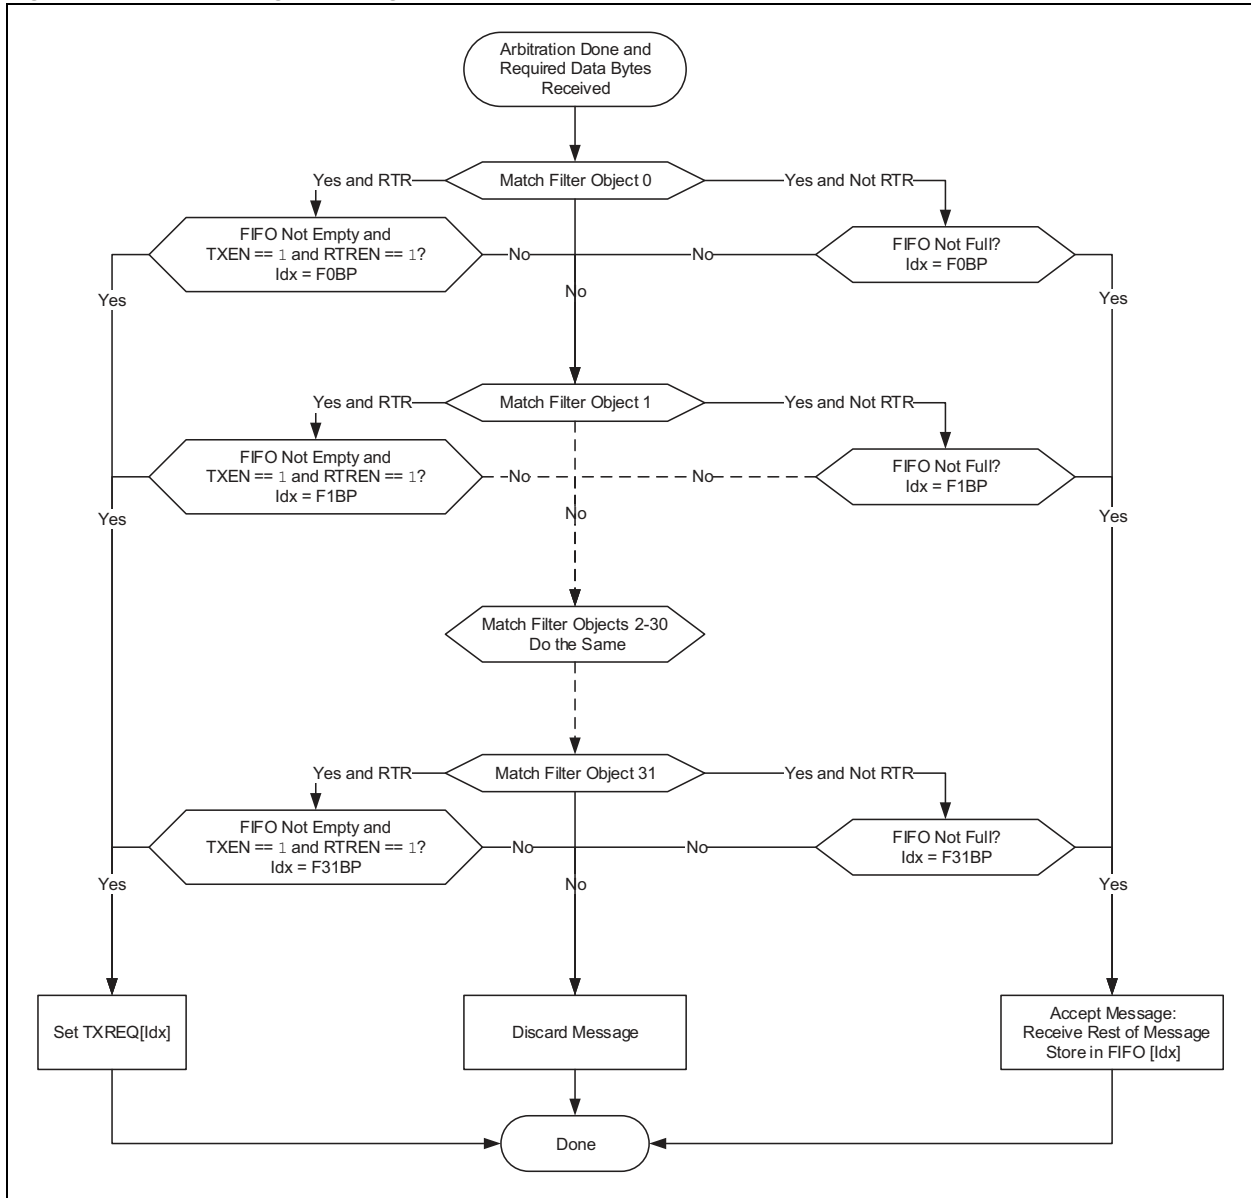 Arbitration Done and
Required Data Bytes
Received
Yes and RTR
Match Filter Object 0
Yes and Not RTR
FIFO Not Empty and
TXEN == 1 and RTREN == 1?
Idx = F0BP
No
No
FIFO Not Full?
Idx = F0BP
Yes
No
Yes
Yes and RTR
Match Filter Object 1
Yes and Not RTR
FIFO Not Empty and
TXEN == 1 and RTREN == 1?
Idx = F1BP
No
No
FIFO Not Full?
Idx = F1BP
Yes
No
Yes
Match Filter Objects 2-30
Do the Same
Yes and RTR
Match Filter Object 31
Yes and Not RTR
FIFO Not Empty and
TXEN == 1 and RTREN == 1?
Idx = F31BP
No
No
FIFO Not Full?
Idx = F31BP
Yes
No
Yes
Set TXREQ[Idx]
Discard Message
Accept Message:
Receive Rest of Message
Store in FIFO [Idx]
Done